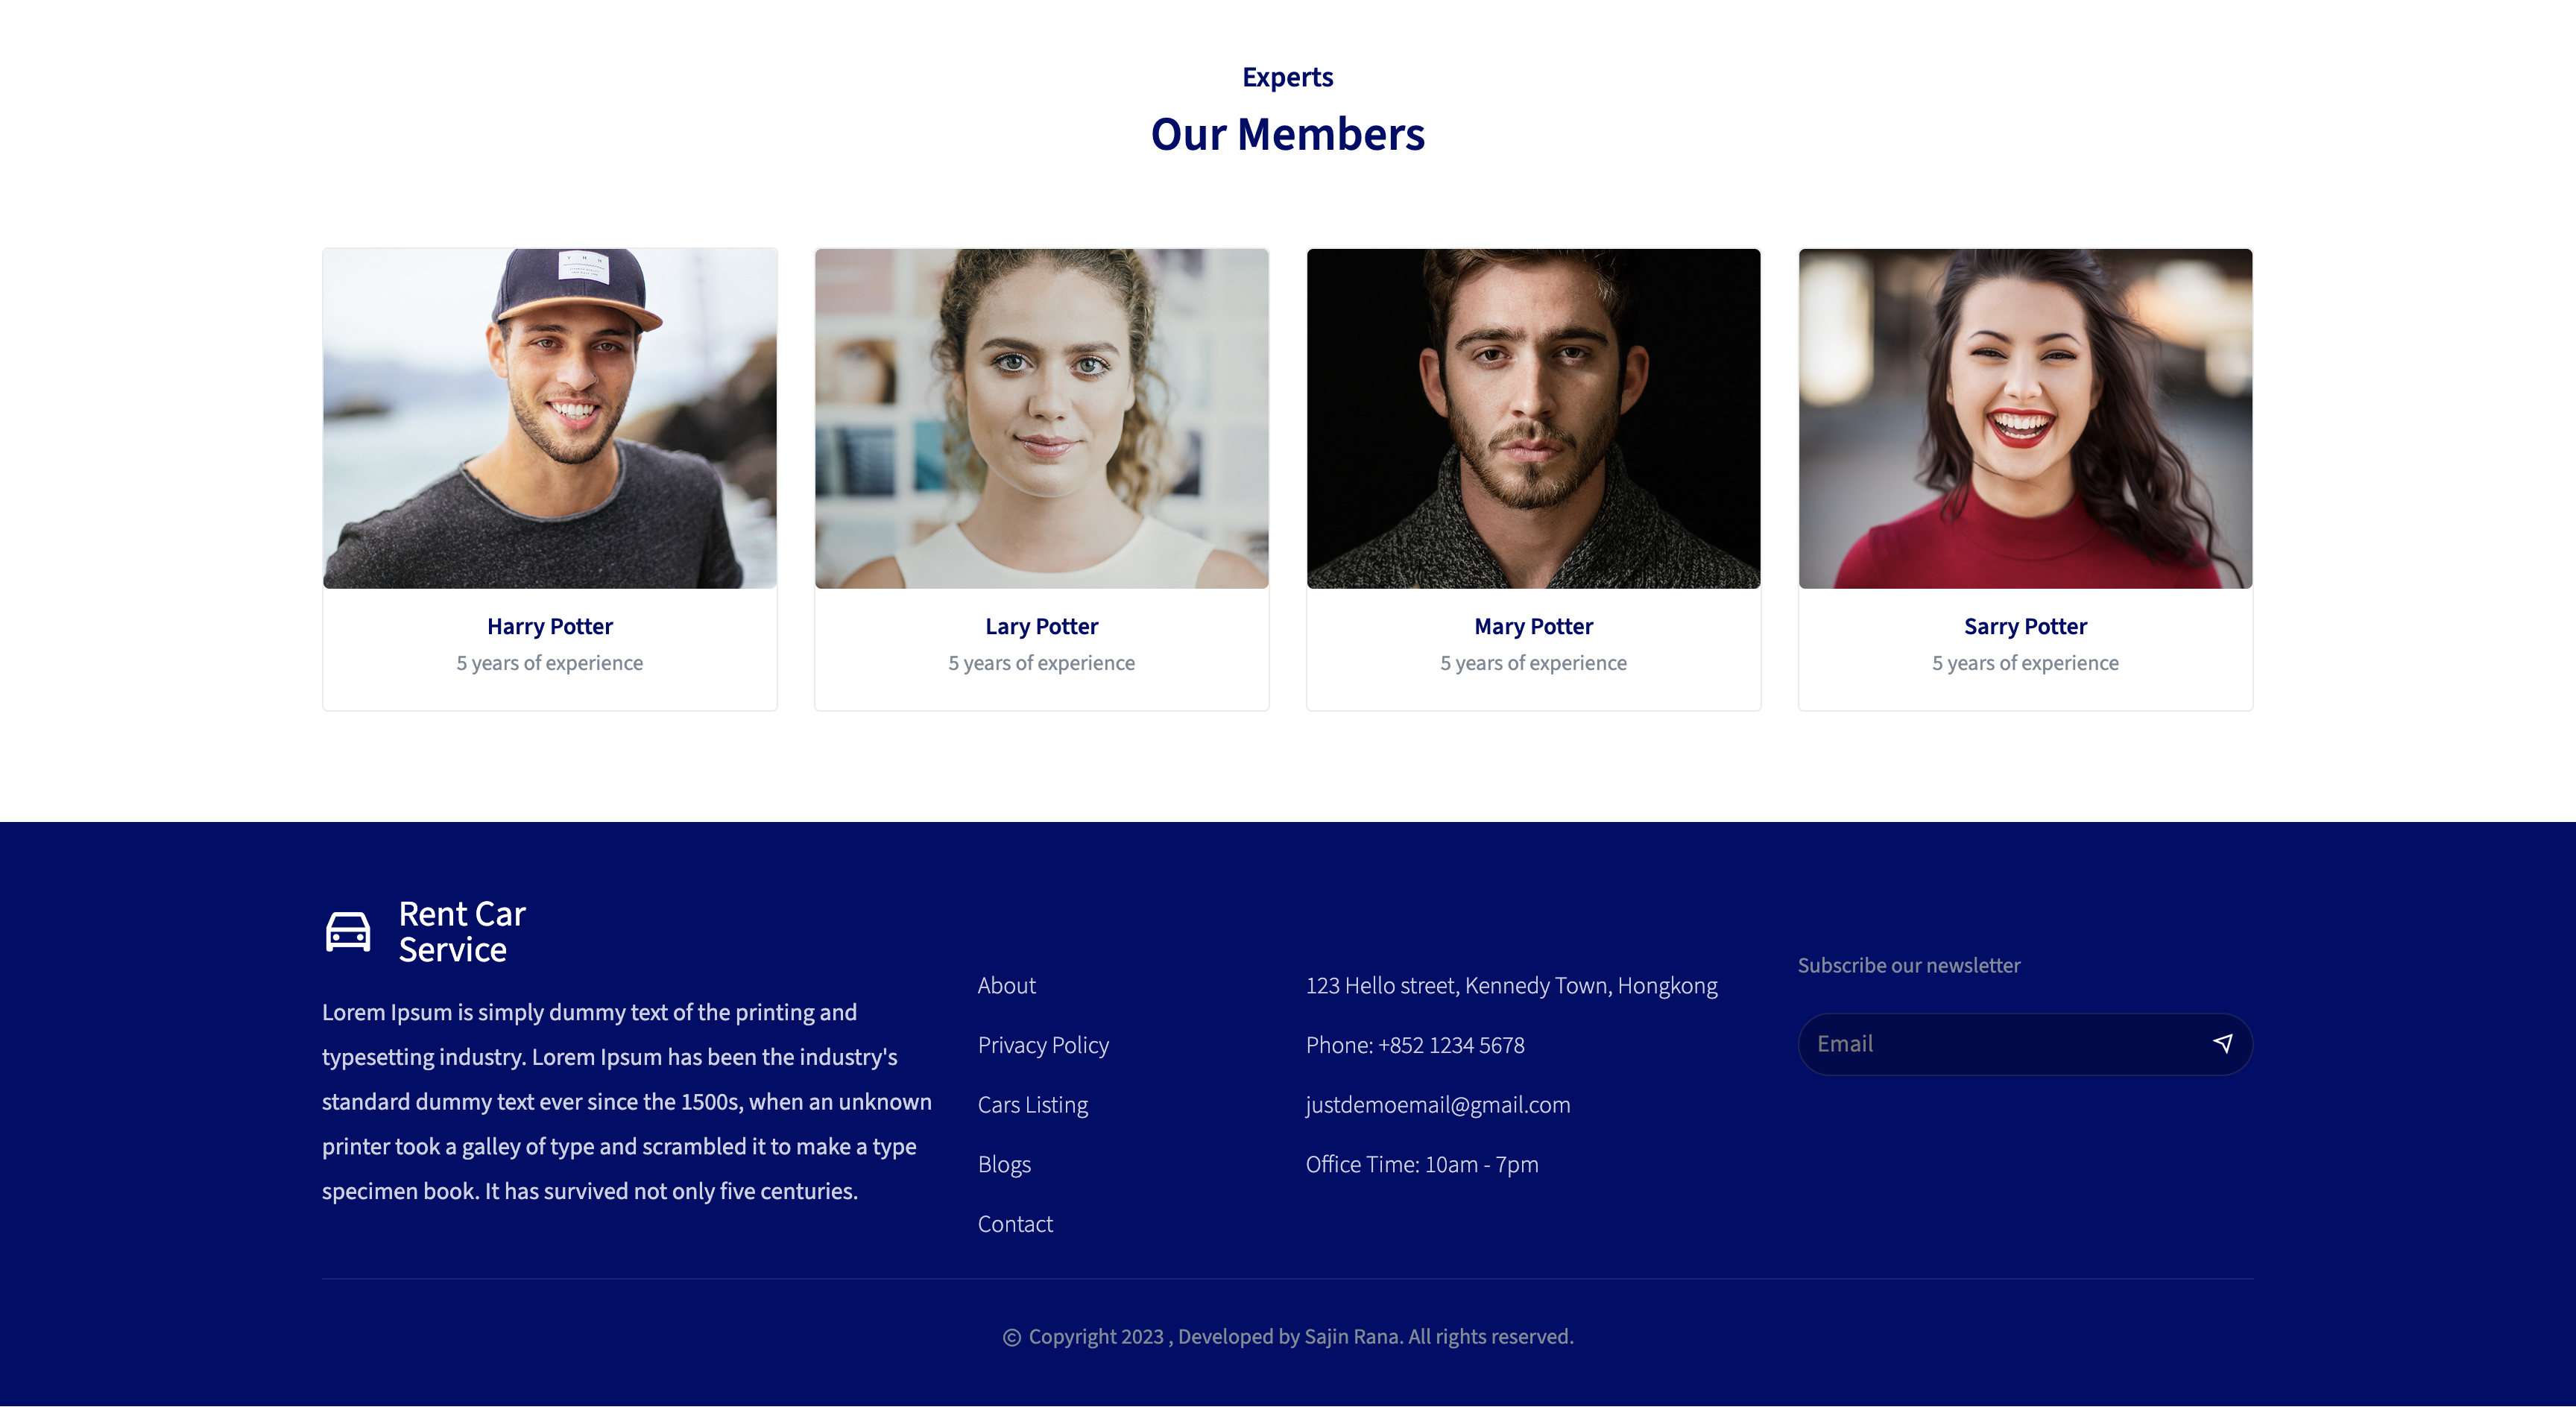 Experts
Our Members
Harry Potter
5 years of experience
Lary Potter
5 years of experience
Mary Potter
5 years of experience
Sarry Potter
5 years of experience
Rent Car
Service
Lorem Ipsum is simply dummy text of the printing and
typesetting industry. Lorem Ipsum has been the industry's
standard dummy text ever since the 1500s, when an unknown
printer took a galley of type and scrambled it to make a type
specimen book. It has survived not only five centuries.
About
Privacy Policy
Cars Listing
Blogs
Contact
123 Hello street, Kennedy Town, Hongkong
Phone: +852 1234 5678
justdemoemail@gmail.com
Office Time: 10am - 7pm
Subscribe our newsletter
Email
© Copyright 2023 , Developed by Sajin Rana. All rights reserved.